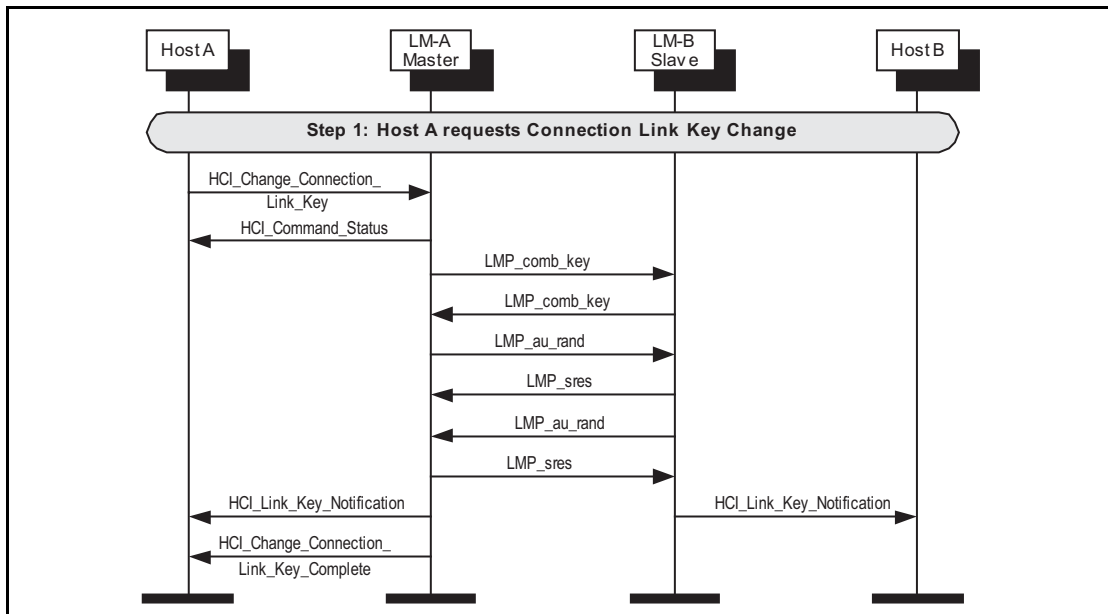 Host A
LM-A
Master
LM-B
Slave
Host B
Step 1: Host A requests Connection Link Key Change
HCI_Change_Connection_
Link_Key
HCI_Command_Status
LMP_comb_key
LMP_comb_key
LMP_au_rand
LMP_sres
LMP_au_rand
LMP_sres
HCI_Link_Key_Notification
HCI_Link_Key_Notification
HCI_Change_Connection_
Link_Key_Complete